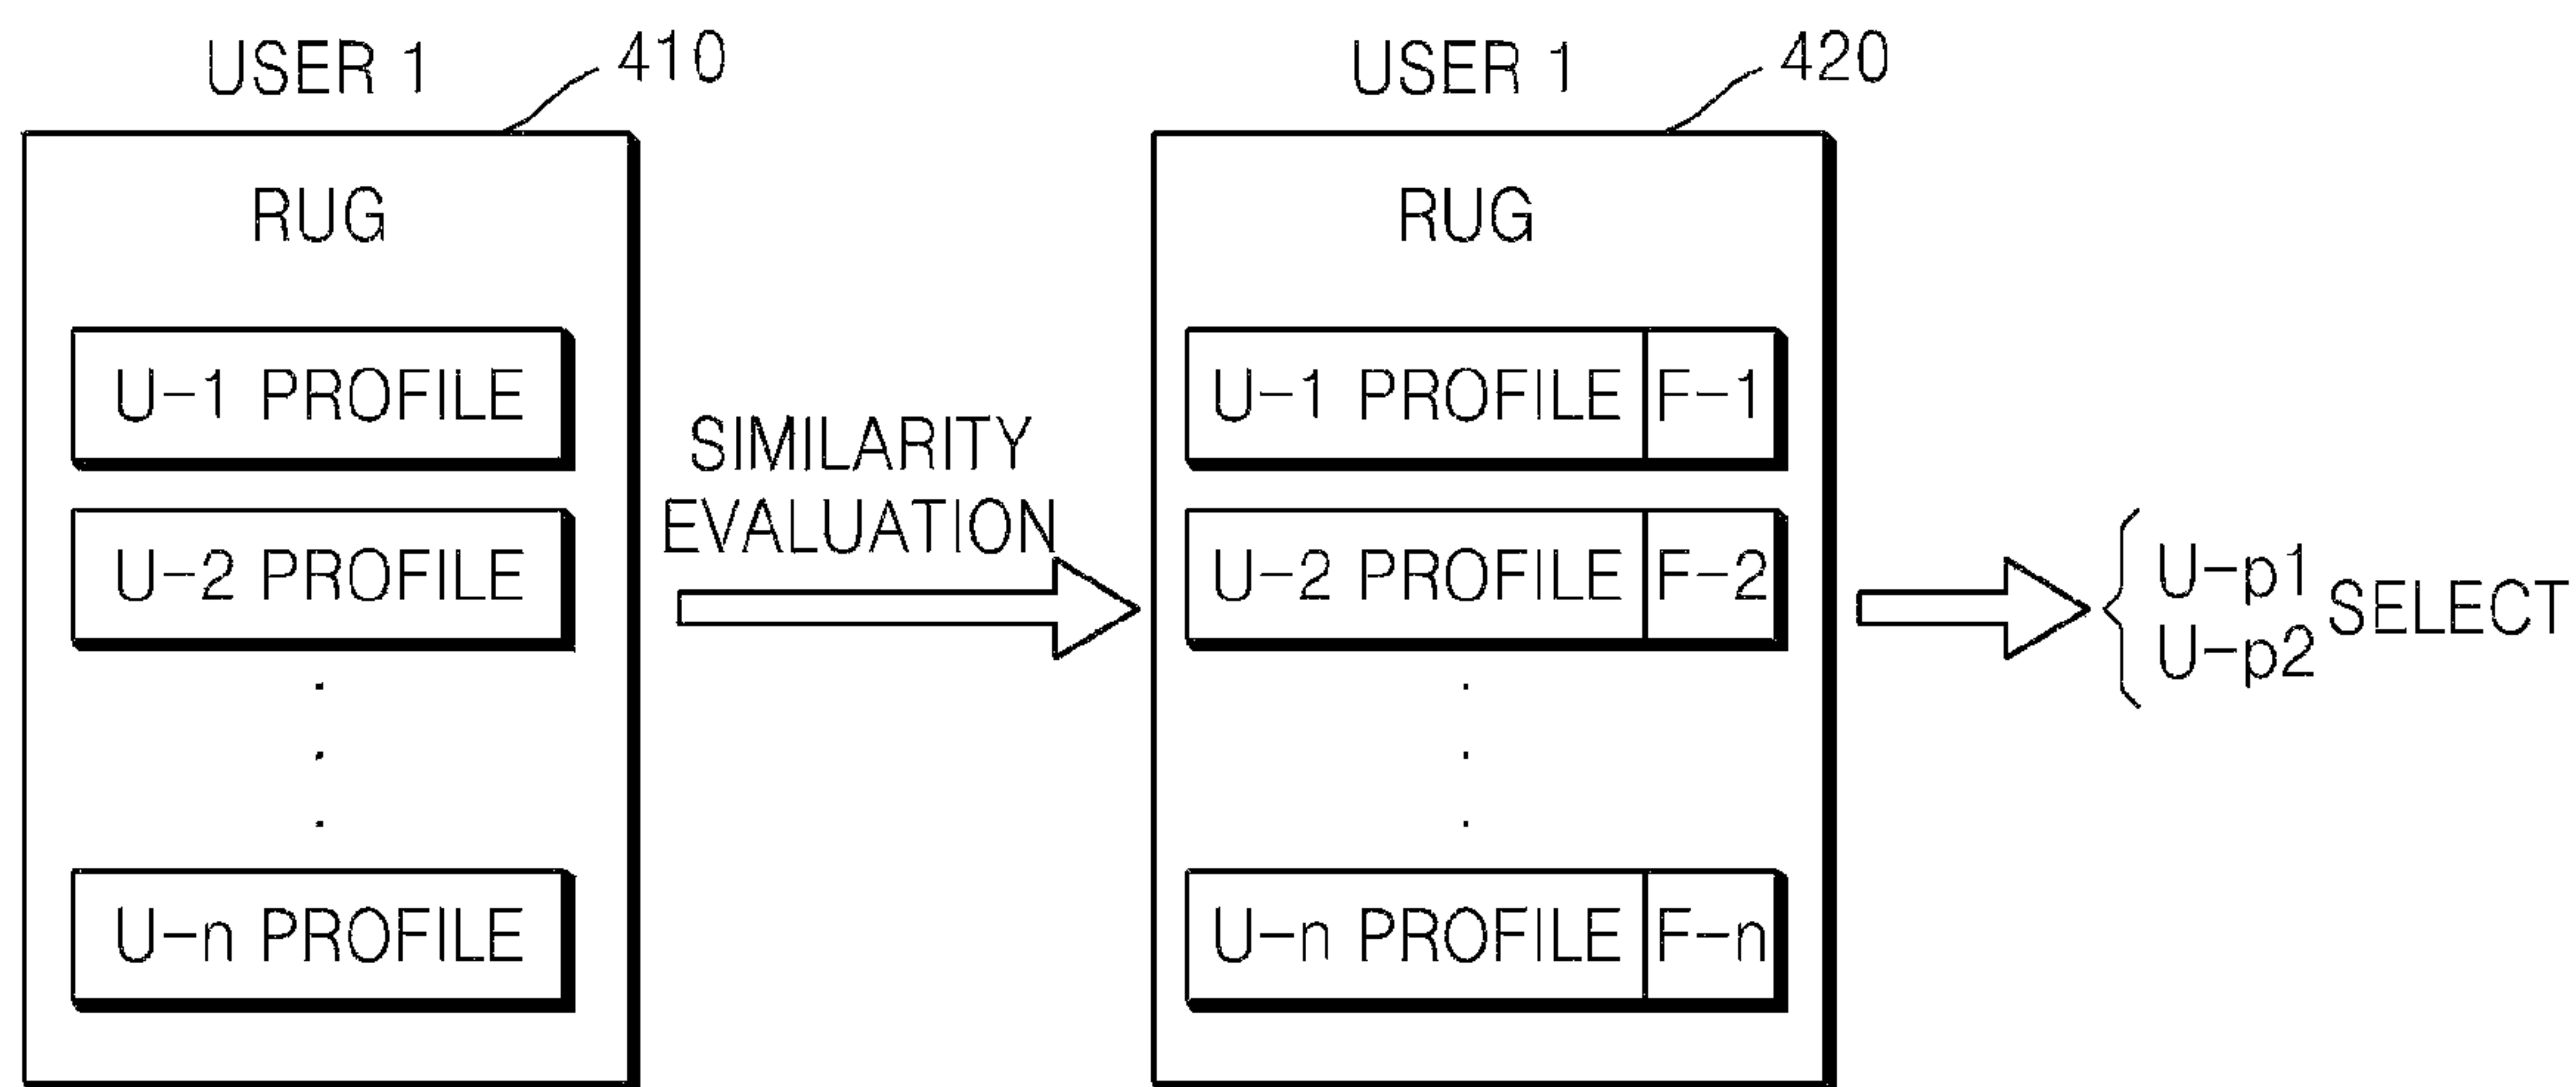 USER 1
410
RUG
U-1 PROFILE
U-2 PROFILE
U-n PROFILE
SIMILARITY
EVALUATION
USER 1
420
RUG
U-1 PROFILE F-1
U-2 PROFILE F-2
U-n PROFILE F-n
U-p1
U-p2
SELECT